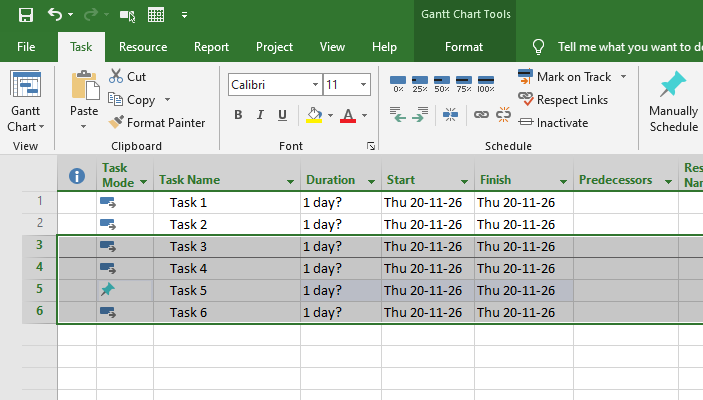 Gantt Chart Tools
File Task Resource Report Project View Help Format Tell me what you want to
Gantt Chart
View
Paste
Cut
Copy
Format Painter
Clipboard
Calibri 11
B I U A
Font
0% 25% 50% 75% 100%
Mark on Track
Respect Links
Inactivate
Schedule
Manually Schedule
Task Mode Task Name Duration Start Finish Predecessors
1 Task 1 1 day? Thu 20-11-26 Thu 20-11-26
2 Task 2 1 day? Thu 20-11-26 Thu 20-11-26
3 Task 3 1 day? Thu 20-11-26 Thu 20-11-26
4 Task 4 1 day? Thu 20-11-26 Thu 20-11-26
5 Task 5 1 day? Thu 20-11-26 Thu 20-11-26
6 Task 6 1 day? Thu 20-11-26 Thu 20-11-26